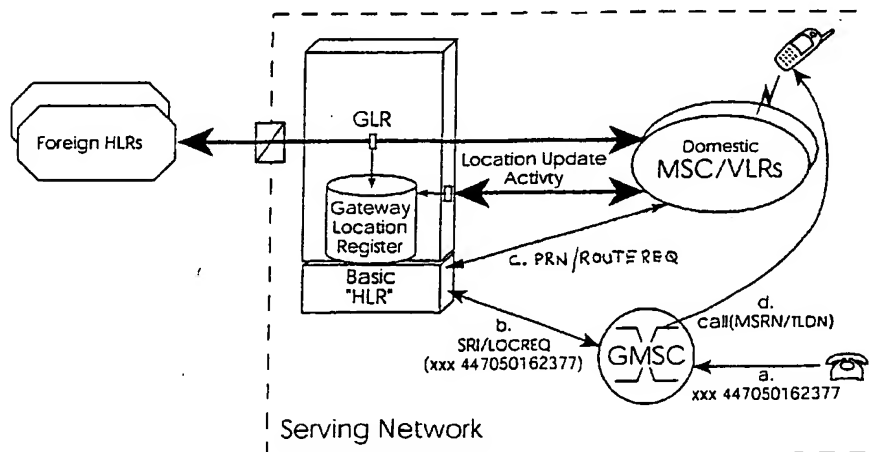 Foreign HLRs
GLR
Gateway
Location
Register
Basic
"HLR"
Location Update
Activty
Domestic
MSC/VLRs
c. PRN/ROUTEREQ
b.
SRI/LOCREQ
(xxx 447050162377)
GMSC
d.
call(MSRN/TLDN)
a.
xxx 447050162377
Serving Network